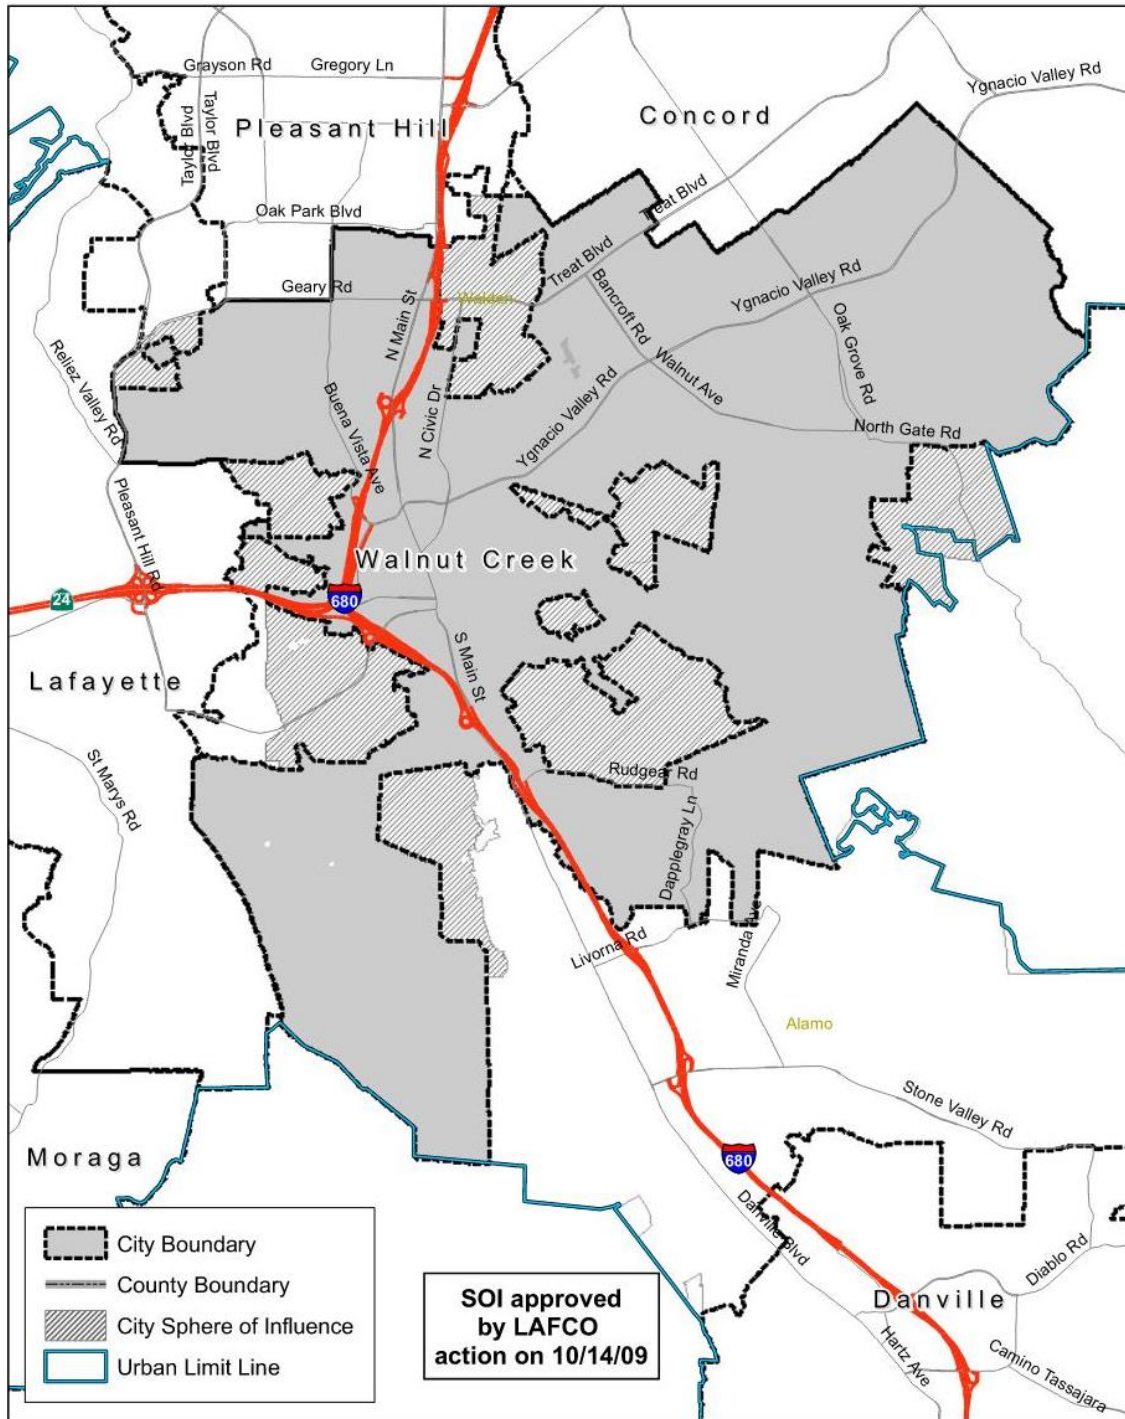 Grayson Rd
Gregory Ln
Ygnacio Valley Rd
Taylor Blvd
Taylor Blvd
Pleasant Hill
Concord
Treat Blvd
Oak Park Blvd
Treat Blvd
Geary Rd
Walden
Ygnacio Valley Rd
N Main St
Bancroft Rd
Oak Grove Rd
Reliez Valley Rd
Walnut Ave
Buena Vista Ave
N Civic Dr
Ygnacio Valley Rd
North Gate Rd
Pleasant Hill Rd
Walnut Creek
24
680
S Main St
Lafayette
St Marys Rd
Rudgear Rd
Dapplegray Ln
Livorna Rd
Miranda Ave
Alamo
Stone Valley Rd
Moraga
680
Danville Blvd
Diablo Rd
Danville
Hartz Ave
Camino Tassajara
City Boundary
County Boundary
City Sphere of Influence
Urban Limit Line
SOI approved
by LAFCO
action on 10/14/09